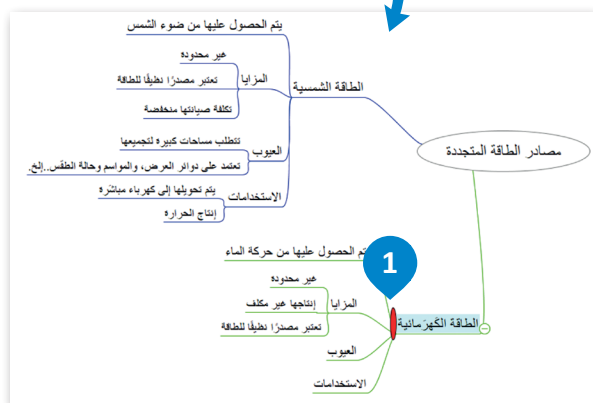 مصادر الطاقة المتجددة
الطاقة الشمسية
يتم الحصول عليها من ضوء الشمس
المزايا
غير محدودة
تعتبر مصدرًا نظيفًا للطاقة
تكلفة صيانتها منخفضة
العيوب
تتطلب مساحات كبيرة لتجميعها
تعتمد على دوائر العرض، والمواسم وحالة الطقس..إلخ.
الاستخدامات
يتم تحويلها إلى كهرباء مباشرة
إنتاج الحرارة
1
الطاقة الكَهرَمائية
الحصول عليها من حركة الماء
المزايا
غير محدودة
إنتاجها غير مكلف
تعتبر مصدرًا نظيفًا للطاقة
العيوب
الاستخدامات